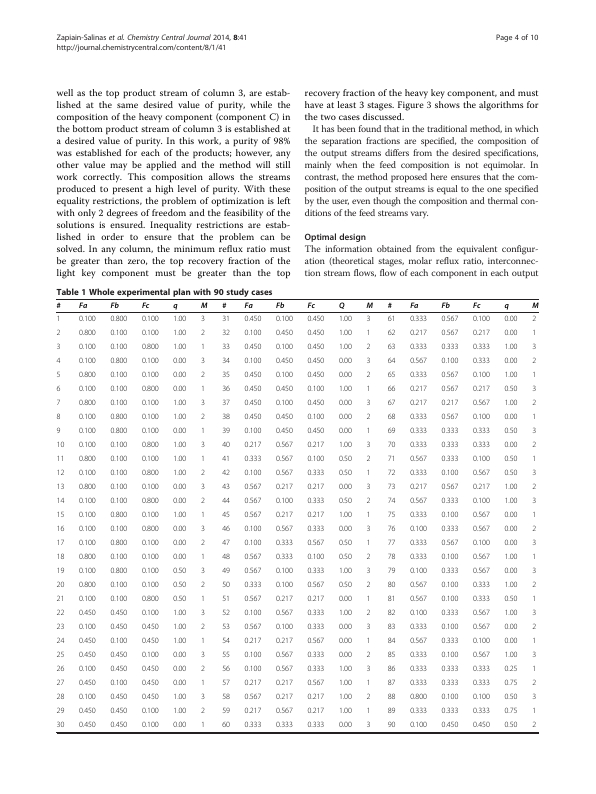 Zapiain-Salinas et al. Chemistry Central Journal 2014, 8:41
http://journal.chemistrycentral.com/content/8/1/41
Page 4 of 10
well as the top product stream of column 3, are estab-
lished at the same desired value of purity, while the
composition of the heavy component (component C) in
the bottom product stream of column 3 is established at
a desired value of purity. In this work, a purity of 98%
was established for each of the products; however, any
other value may be applied and the method will still
work correctly. This composition allows the streams
produced to present a high level of purity. With these
equality restrictions, the problem of optimization is left
with only 2 degrees of freedom and the feasibility of the
solutions is ensured. Inequality restrictions are estab-
lished in order to ensure that the problem can be
solved. In any column, the minimum reflux ratio must
be greater than zero, the top recovery fraction of the
light key component must be greater than the top
recovery fraction of the heavy key component, and must
have at least 3 stages. Figure 3 shows the algorithms for
the two cases discussed.
It has been found that in the traditional method, in which
the separation fractions are specified, the composition of
the output streams differs from the desired specifications,
mainly when the feed composition is not equimolar. In
contrast, the method proposed here ensures that the com-
position of the output streams is equal to the one specified
by the user, even though the composition and thermal con-
ditions of the feed streams vary.
Optimal design
The information obtained from the equivalent configur-
ation (theoretical stages, molar reflux ratio, interconnec-
tion stream flows, flow of each component in each output
Table 1 Whole experimental plan with 90 study cases
# Fa Fb Fc q M # Fa Fb Fc Q M # Fa Fb Fc q M
1 0.100 0.800 0.100 1.00 3 31 0.450 0.100 0.450 1.00 3 61 0.333 0.567 0.100 0.00 2
2 0.800 0.100 0.100 1.00 2 32 0.100 0.450 0.450 1.00 1 62 0.217 0.567 0.217 0.00 1
3 0.100 0.100 0.800 1.00 1 33 0.450 0.100 0.450 1.00 2 63 0.333 0.333 0.333 1.00 3
4 0.100 0.800 0.100 0.00 3 34 0.100 0.450 0.450 0.00 3 64 0.567 0.100 0.333 0.00 2
5 0.800 0.100 0.100 0.00 2 35 0.450 0.100 0.450 0.00 2 65 0.333 0.567 0.100 1.00 1
6 0.100 0.100 0.800 0.00 1 36 0.450 0.450 0.100 1.00 1 66 0.217 0.567 0.217 0.50 3
7 0.800 0.100 0.100 1.00 3 37 0.450 0.100 0.450 0.00 3 67 0.217 0.217 0.567 1.00 2
8 0.100 0.800 0.100 1.00 2 38 0.450 0.450 0.100 0.00 2 68 0.333 0.567 0.100 0.00 1
9 0.100 0.800 0.100 0.00 1 39 0.100 0.450 0.450 0.00 1 69 0.333 0.333 0.333 0.50 3
10 0.100 0.100 0.800 1.00 3 40 0.217 0.567 0.217 1.00 3 70 0.333 0.333 0.333 0.00 2
11 0.800 0.100 0.100 1.00 1 41 0.333 0.567 0.100 0.50 2 71 0.567 0.333 0.100 0.50 1
12 0.100 0.100 0.800 1.00 2 42 0.100 0.567 0.333 0.50 1 72 0.333 0.100 0.567 0.50 3
13 0.800 0.100 0.100 0.00 3 43 0.567 0.217 0.217 0.00 3 73 0.217 0.567 0.217 1.00 2
14 0.100 0.100 0.800 0.00 2 44 0.567 0.100 0.333 0.50 2 74 0.567 0.333 0.100 1.00 3
15 0.100 0.800 0.100 1.00 1 45 0.567 0.217 0.217 1.00 1 75 0.333 0.100 0.567 0.00 1
16 0.100 0.100 0.800 0.00 3 46 0.100 0.567 0.333 0.00 3 76 0.100 0.333 0.567 0.00 2
17 0.100 0.800 0.100 0.00 2 47 0.100 0.333 0.567 0.50 1 77 0.333 0.567 0.100 0.00 3
18 0.800 0.100 0.100 0.00 1 48 0.567 0.333 0.100 0.50 2 78 0.333 0.100 0.567 1.00 1
19 0.100 0.800 0.100 0.50 3 49 0.567 0.100 0.333 1.00 3 79 0.100 0.333 0.567 0.00 3
20 0.800 0.100 0.100 0.50 2 50 0.333 0.100 0.567 0.50 2 80 0.567 0.100 0.333 1.00 2
21 0.100 0.100 0.800 0.50 1 51 0.567 0.217 0.217 0.00 1 81 0.567 0.100 0.333 0.50 1
22 0.450 0.450 0.100 1.00 3 52 0.100 0.567 0.333 1.00 2 82 0.100 0.333 0.567 1.00 3
23 0.100 0.450 0.450 1.00 2 53 0.567 0.100 0.333 0.00 3 83 0.333 0.100 0.567 0.00 2
24 0.450 0.100 0.450 1.00 1 54 0.217 0.217 0.567 0.00 1 84 0.567 0.333 0.100 0.00 1
25 0.450 0.450 0.100 0.00 3 55 0.100 0.567 0.333 0.00 2 85 0.333 0.100 0.567 1.00 3
26 0.100 0.450 0.450 0.00 2 56 0.100 0.567 0.333 1.00 3 86 0.333 0.333 0.333 0.25 1
27 0.450 0.100 0.450 0.00 1 57 0.217 0.217 0.567 1.00 1 87 0.333 0.333 0.333 0.75 2
28 0.100 0.450 0.450 1.00 3 58 0.567 0.217 0.217 1.00 2 88 0.800 0.100 0.100 0.50 3
29 0.450 0.450 0.100 1.00 2 59 0.217 0.567 0.217 1.00 1 89 0.333 0.333 0.333 0.75 1
30 0.450 0.450 0.100 0.00 1 60 0.333 0.333 0.333 0.00 3 90 0.100 0.450 0.450 0.50 2